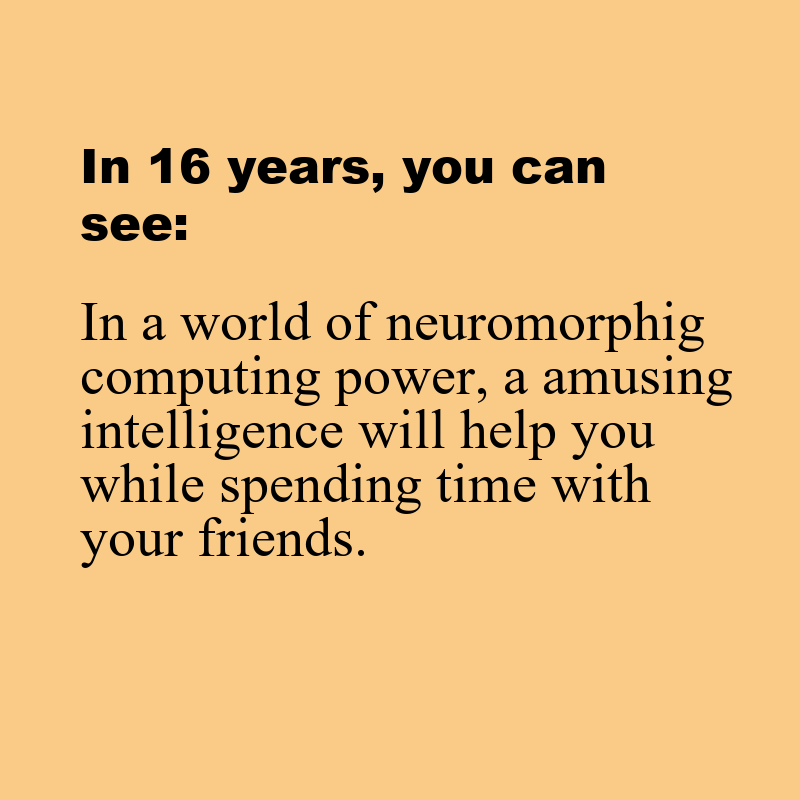 In 16 years, you can
see:
In a world of neuromorphig
computing power, a amusing
intelligence will help you
while spending time with
your friends.